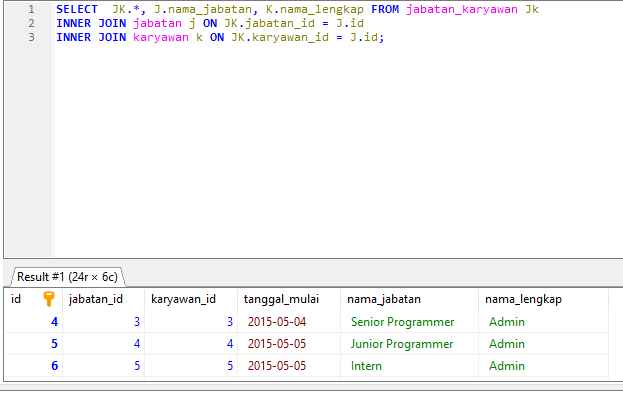 1 SELECT JK.*, J.nama_jabatan, K.nama_lengkap FROM jabatan_karyawan Jk
2 INNER JOIN jabatan j ON JK.jabatan_id = J.id
3 INNER JOIN karyawan k ON JK.karyawan_id = J.id;
Result #1 (24r × 6c)
id jabatan_id karyawan_id tanggal_mulai nama_jabatan nama_lengkap
4 3 3 2015-05-04 Senior Programmer Admin
5 4 4 2015-05-05 Junior Programmer Admin
6 5 5 2015-05-05 Intern Admin